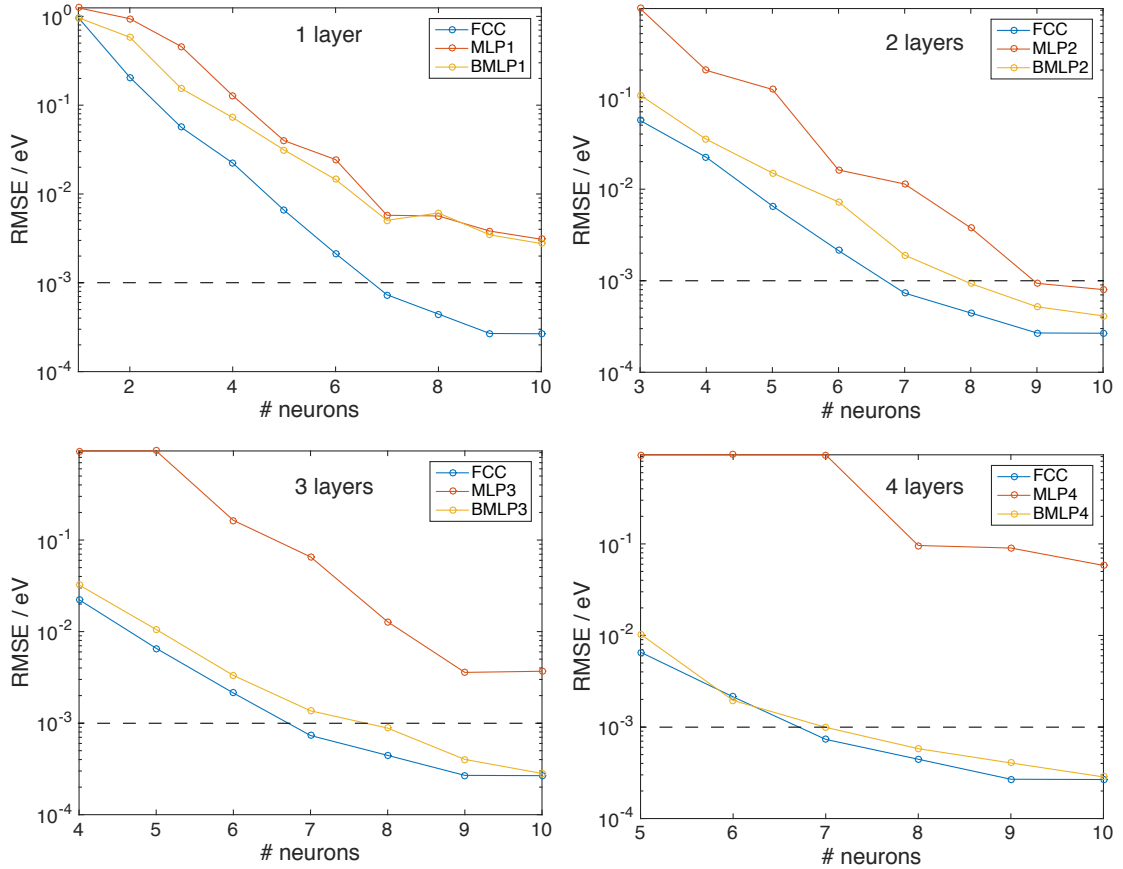 1 layer
FCC
MLP1
BMLP1
RMSE / eV
10^0
10^-1
10^-2
10^-3
10^-4
2 4 6 8 10
# neurons
2 layers
FCC
MLP2
BMLP2
RMSE / eV
10^-1
10^-2
10^-3
10^-4
3 4 5 6 7 8 9 10
# neurons
3 layers
FCC
MLP3
BMLP3
RMSE / eV
10^-1
10^-2
10^-3
10^-4
4 5 6 7 8 9 10
# neurons
4 layers
FCC
MLP4
BMLP4
RMSE / eV
10^-1
10^-2
10^-3
10^-4
5 6 7 8 9 10
# neurons